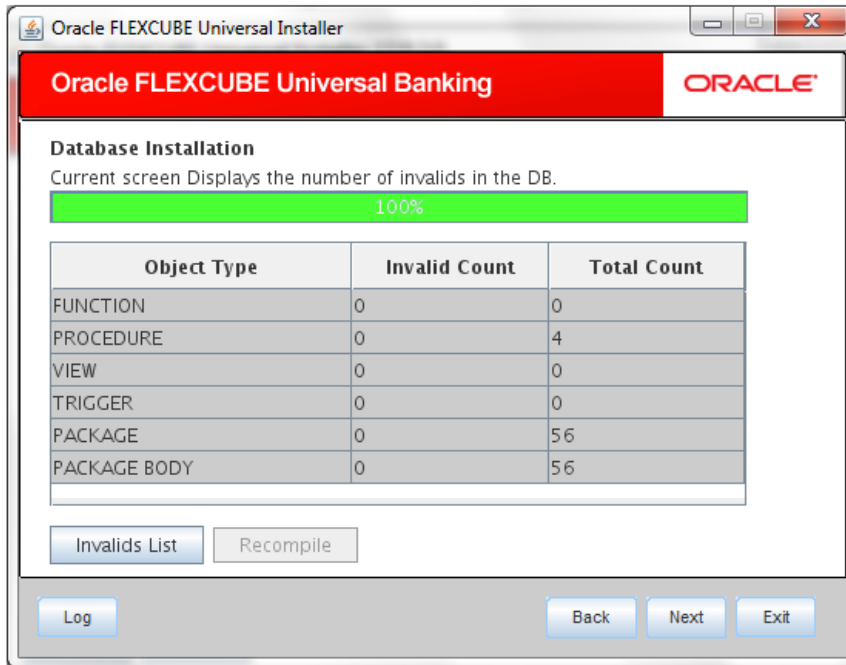 Oracle FLEXCUBE Universal Installer
Oracle FLEXCUBE Universal Banking ORACLE
Database Installation
Current screen Displays the number of invalids in the DB.
100%
Object Type Invalid Count Total Count
FUNCTION 0 0
PROCEDURE 0 4
VIEW 0 0
TRIGGER 0 0
PACKAGE 0 56
PACKAGE BODY 0 56
Invalids List Recompile
Log Back Next Exit